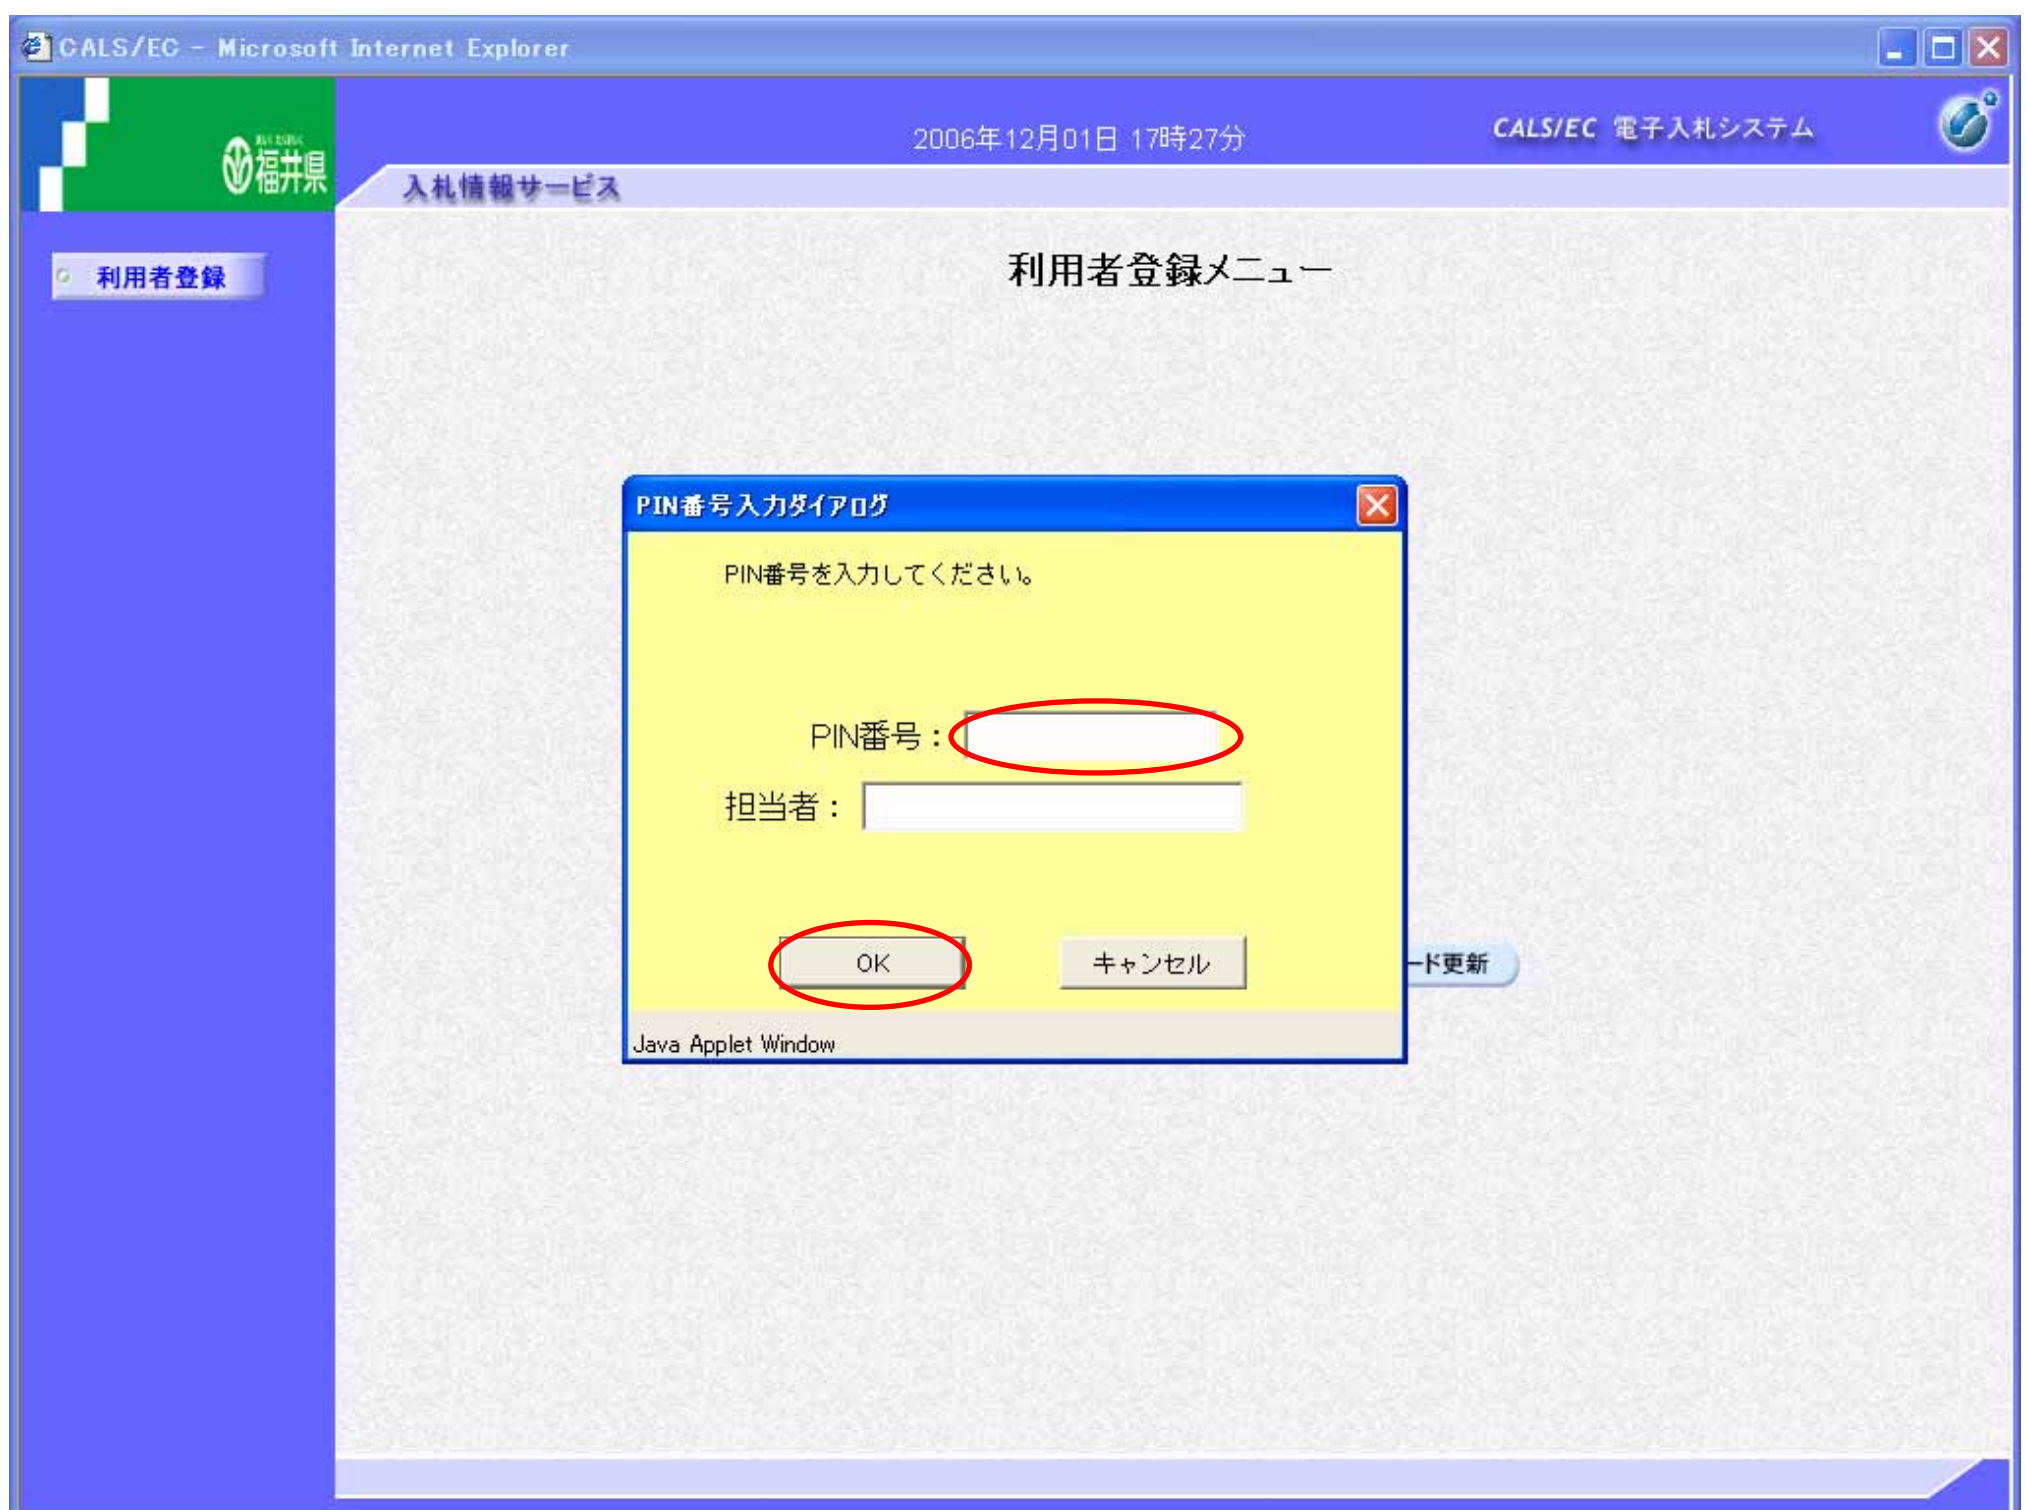 CALS/EC - Microsoft Internet Explorer
福井県
2006年12月01日 17時27分
CALS/EC 電子入札システム
入札情報サービス
利用者登録
利用者登録メニュー
PIN番号入力ダイアログ
PIN番号を入力してください。
PIN番号：
担当者：
OK
キャンセル
ード更新
Java Applet Window